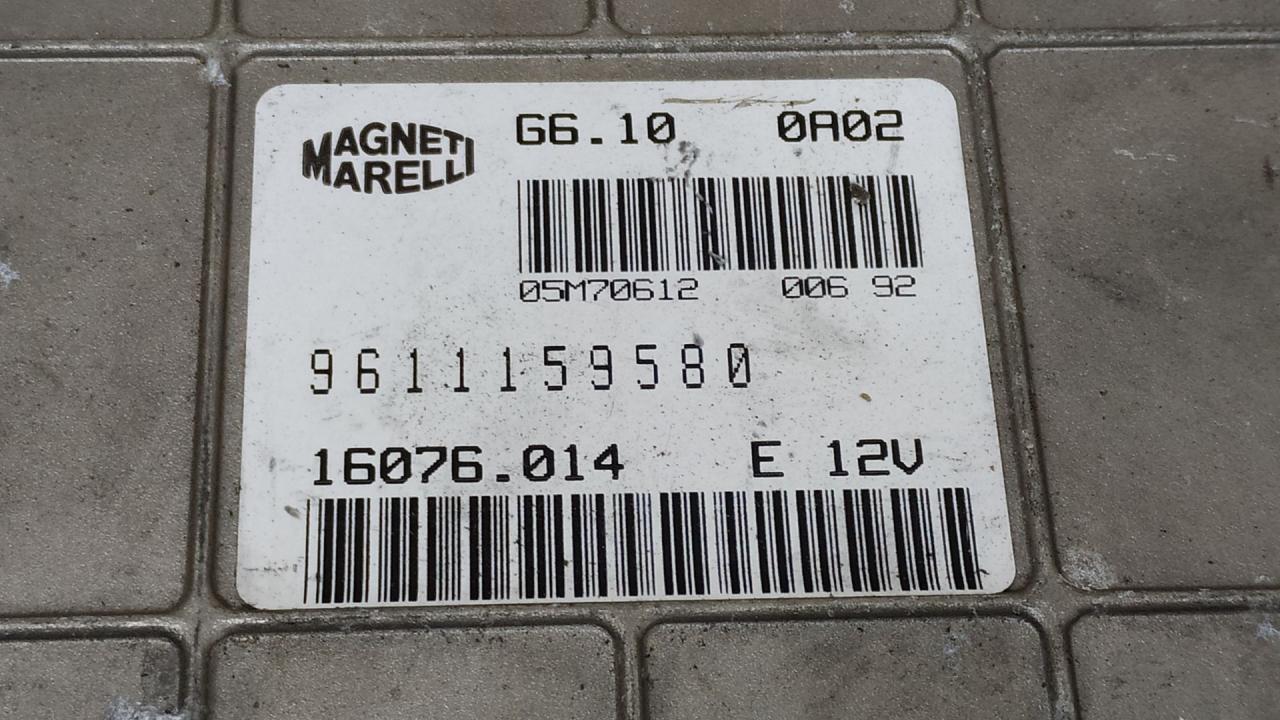 MAGNETI
MARELLI
G6.10 0A02
05M70612 006 92
9611159580
16076.014 E 12V